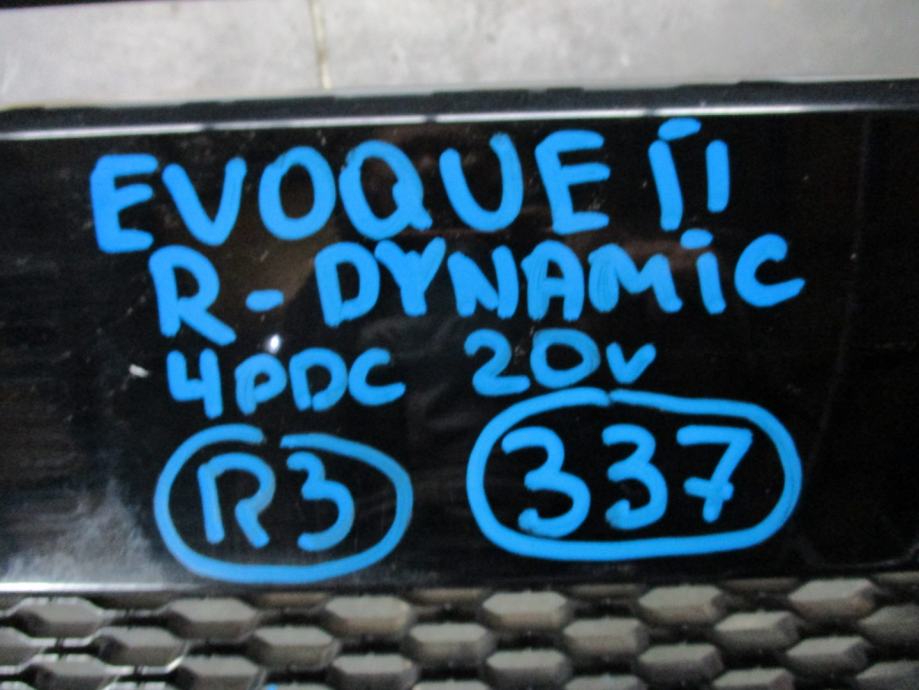 EVOQUE II
R-DYNAMiC
4PDC 20v
R3 337